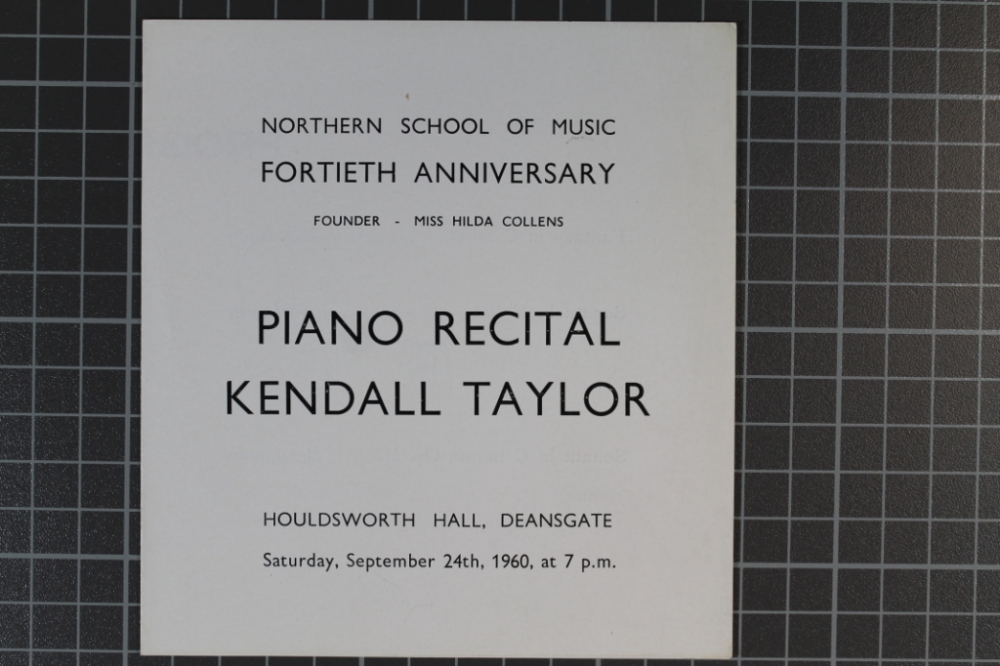 NORTHERN SCHOOL OF MUSIC
FORTIETH ANNIVERSARY
FOUNDER - MISS HILDA COLLENS
PIANO RECITAL
KENDALL TAYLOR
HOULDSWORTH HALL, DEANSGATE
Saturday, September 24th, 1960, at 7 p.m.